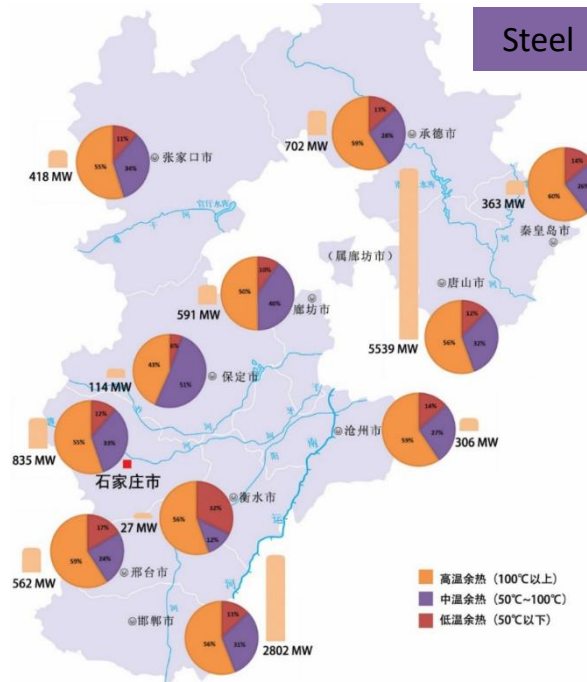 Steel
13%
28%
59%
702 MW
承德市
11%
34%
55%
张家口市
418 MW
14%
26%
60%
363 MW
秦皇岛市
官厅水库
(属廊坊市)
10%
40%
50%
591 MW
廊坊市
唐山市
5539 MW
12%
32%
56%
6%
51%
43%
114 MW
保定市
14%
27%
59%
沧州市
306 MW
12%
33%
55%
835 MW
石家庄市
32%
12%
56%
衡水市
27 MW
17%
24%
59%
562 MW
邢台市
邯郸市
13%
31%
56%
2802 MW
高温余热 (100℃以上)
中温余热 (50℃~100℃)
低温余热 (50℃以下)